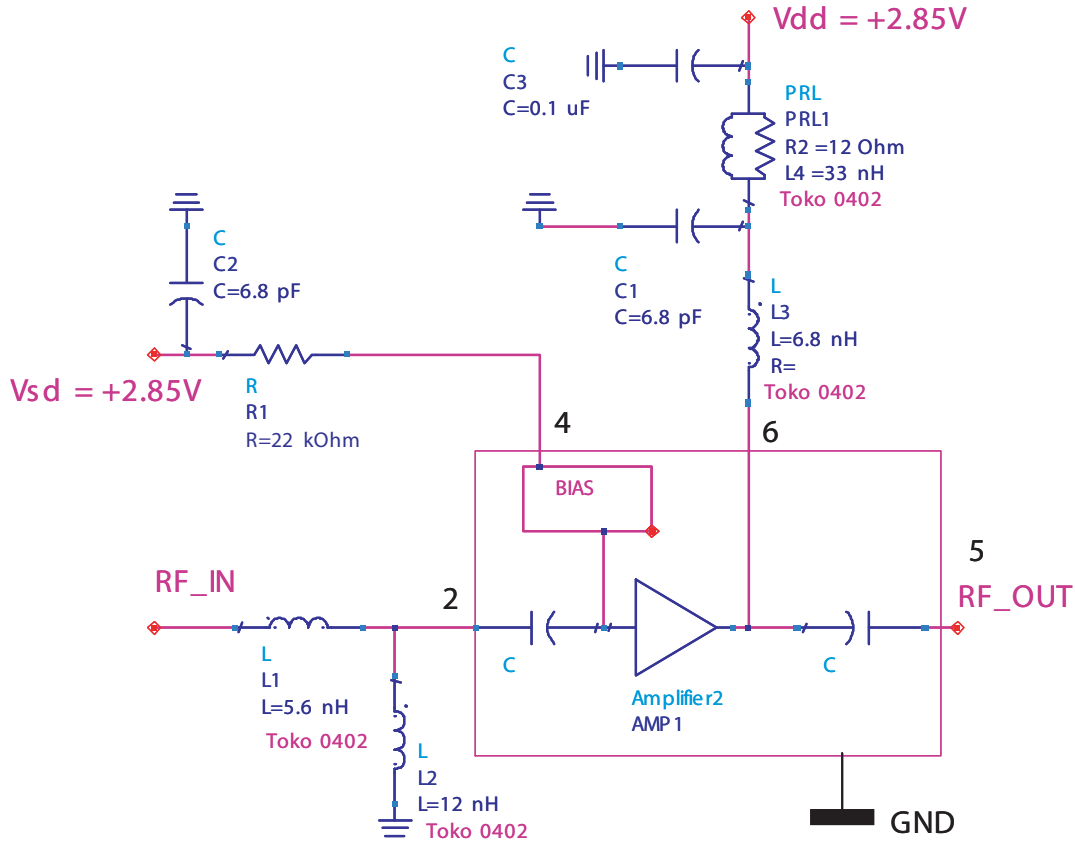 Vdd = +2.85V
C
C3
C=0.1 uF
PRL
PRL1
R2 =12 Ohm
L4 =33 nH
Toko 0402
C
C2
C=6.8 pF
C
C1
C=6.8 pF
L
L3
L=6.8 nH
R=
Toko 0402
Vsd = +2.85V
R
R1
R=22 kOhm
4
6
BIAS
5
RF_IN
2
RF_OUT
L
L1
L=5.6 nH
Toko 0402
C
Amplifier2
AMP1
C
L
L2
L=12 nH
Toko 0402
GND